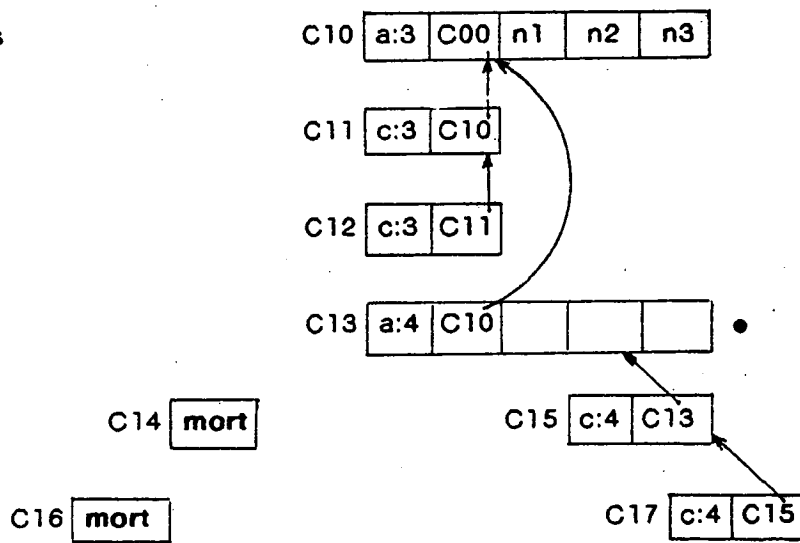 s
C10 a:3 C00 n1 n2 n3
C11 c:3 C10
C12 c:3 C11
C13 a:4 C10
C14 mort C15 c:4 C13
C16 mort C17 c:4 C15